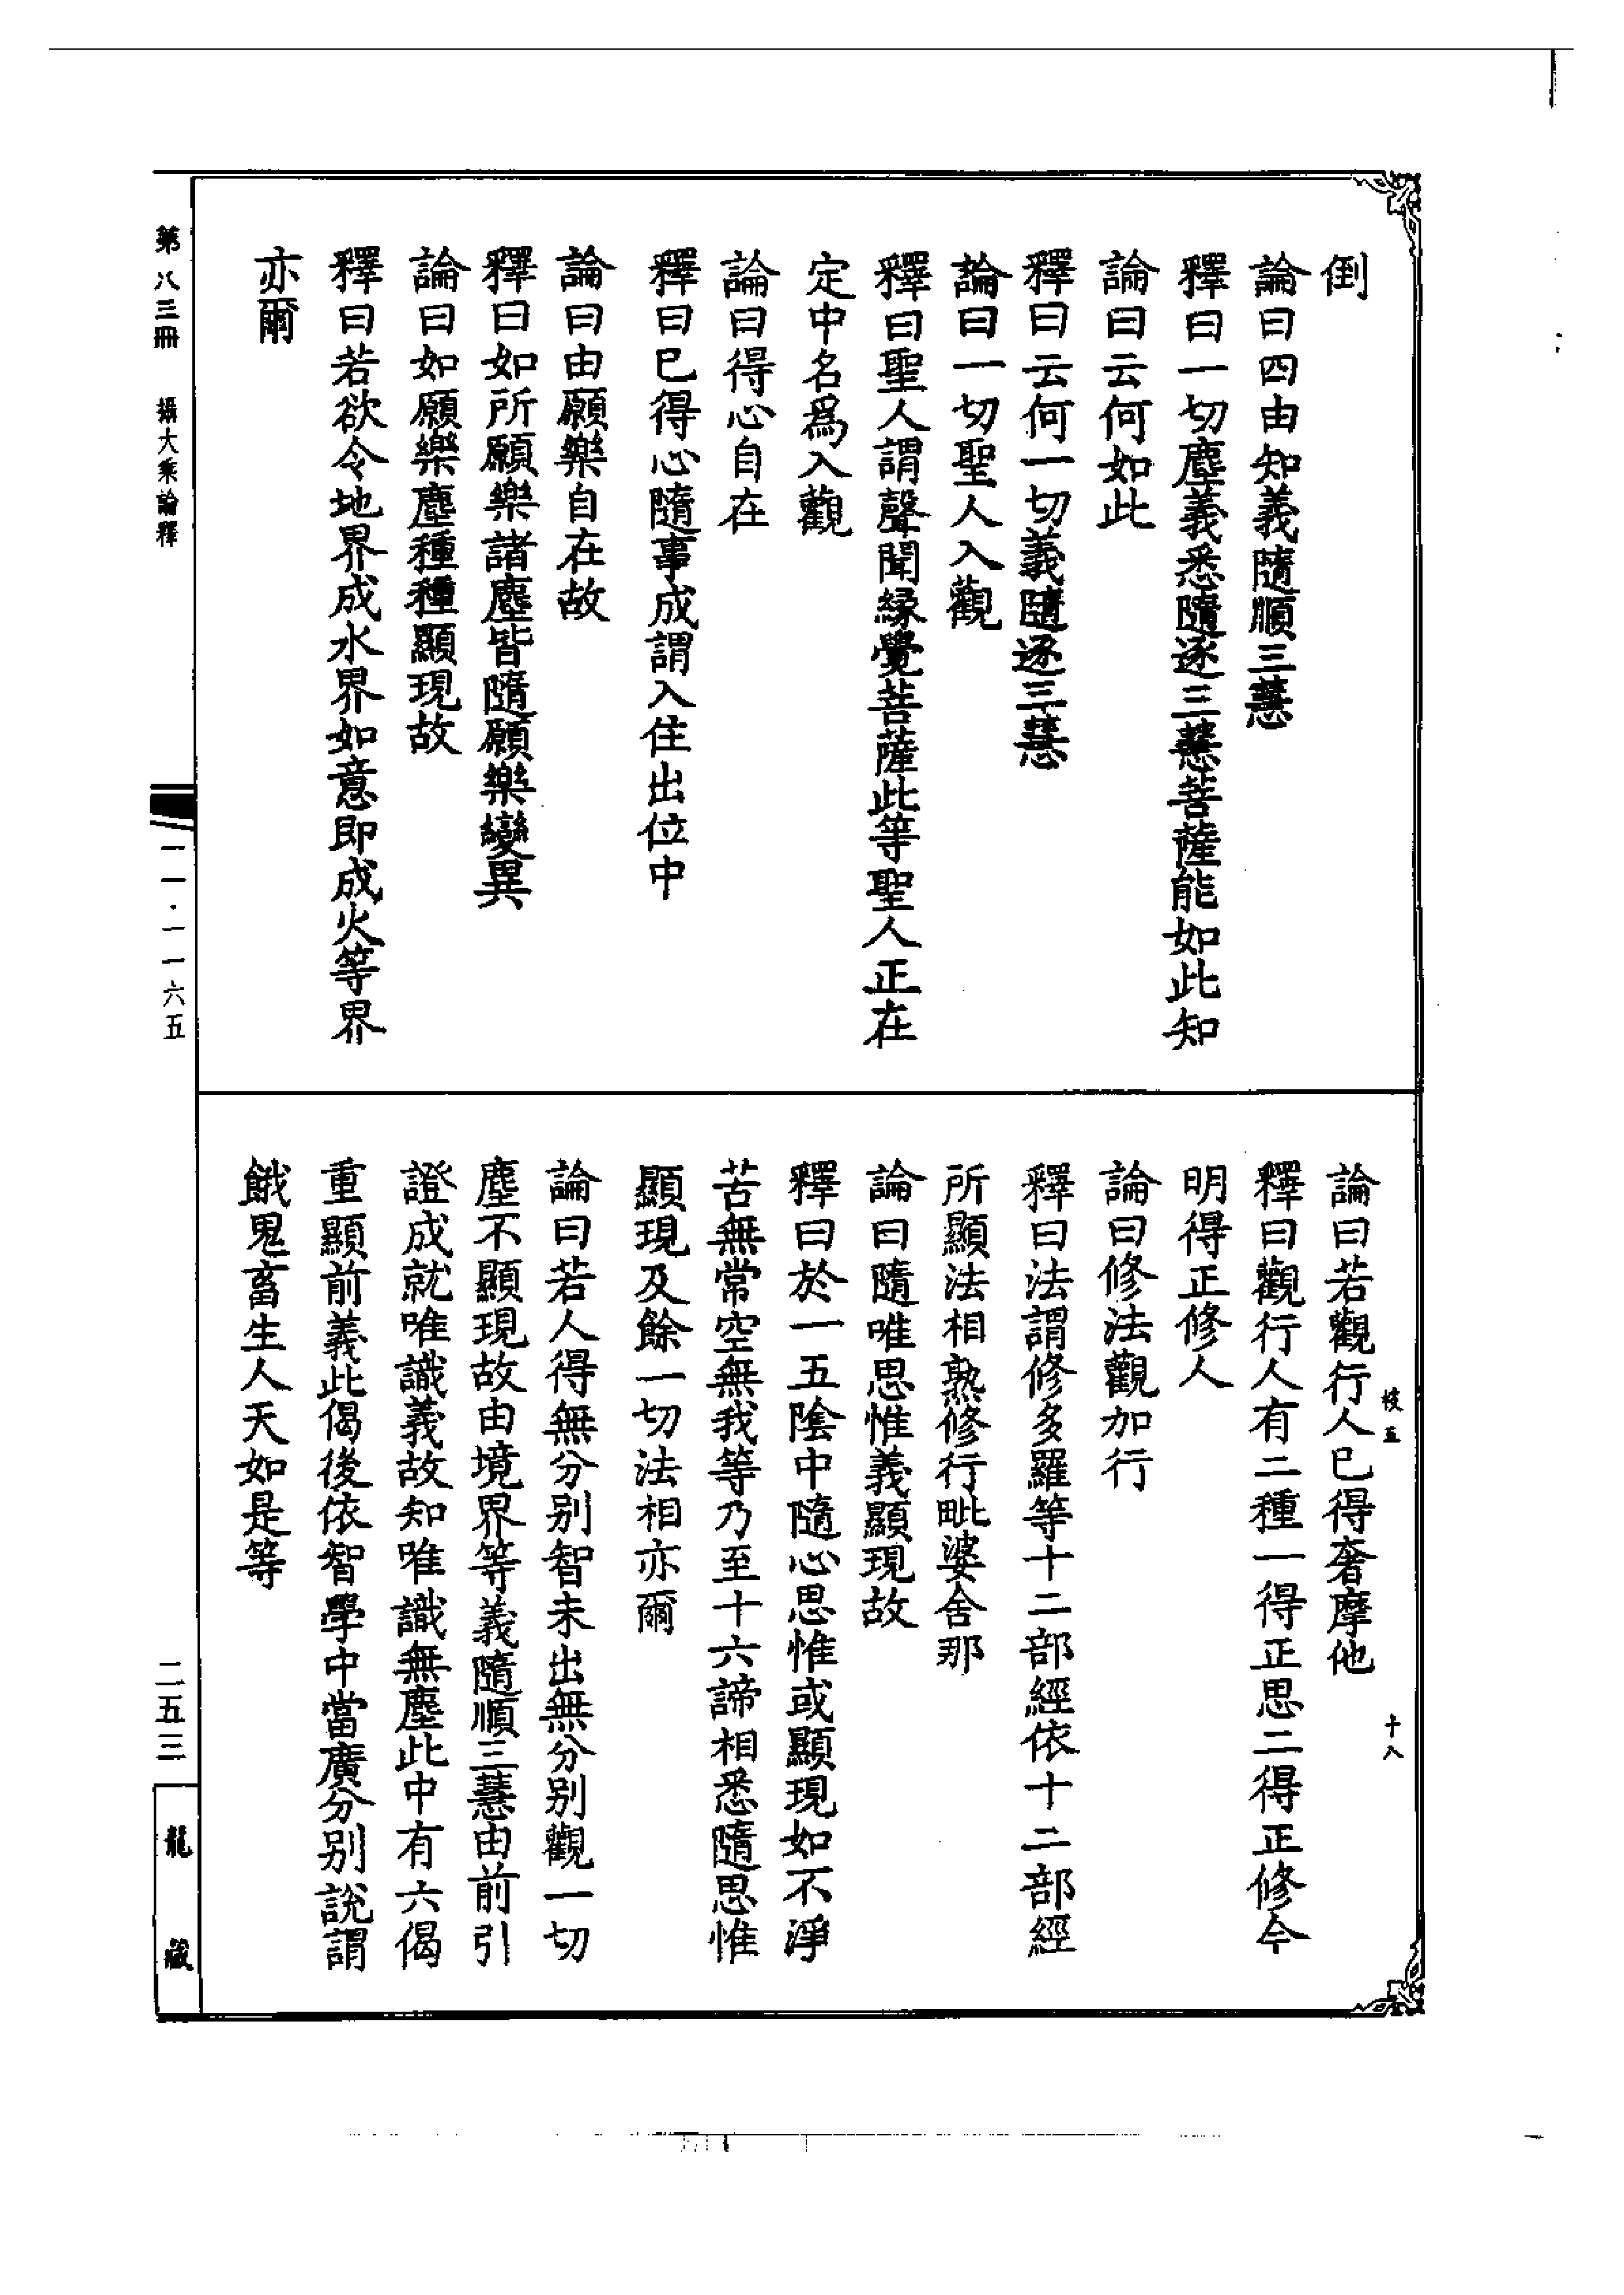 倒
論曰四由知義隨順三慧
釋曰一切塵義悉隨逐三慧菩薩能如此知
論曰云何如此
釋曰云何一切義隨逐三慧
論曰一切聖人入觀
釋曰聖人謂聲聞緣覺菩薩此等聖人正在
定中名爲入觀
論曰得心自在
釋曰已得心隨事成謂入住出位中
論曰由願樂自在故
釋曰如所願樂諸塵皆隨願樂變異
論曰如願樂塵種種顯現故
釋曰若欲令地界成水界如意即成火等界
亦爾
論曰若觀行人已得奢摩他
釋曰觀行人有二種一得正思二得正修今
明得正修人
論曰修法觀加行
釋曰法謂修多羅等十二部經依十二部經
所顯法相熟修行毗婆舍那
論曰隨唯思惟義顯現故
釋曰於一五陰中隨心思惟或顯現如不淨
苦無常空無我等乃至十六諦相悉隨思惟
顯現及餘一切法相亦爾
論曰若人得無分別智未出無分別觀一切
塵不顯現故由境界等義隨順三慧由前引
證成就唯識義故知唯識無塵此中有六偈
重顯前義此偈後依智學中當廣分別說謂
餓鬼畜生人天如是等
第八三冊 攝大乘論釋
一一·一一六五
二五三
龍藏
十八